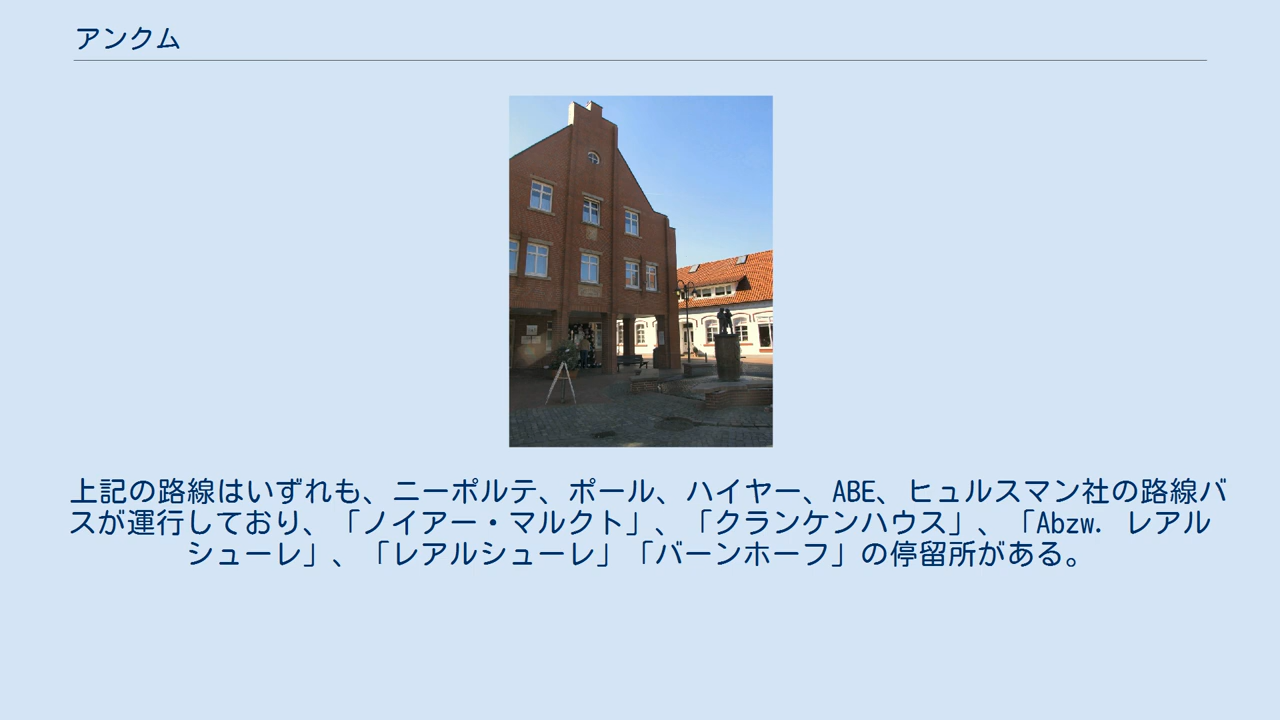 アンクム
上記の路線はいずれも、ニーポルテ、ポール、ハイヤー、ABE、ヒュルスマン社の路線バ
スが運行しており、「ノイアー・マルクト」、「クランケンハウス」、「Abzw. レアル
シューレ」、「レアルシューレ」「バーンホーフ」の停留所がある。